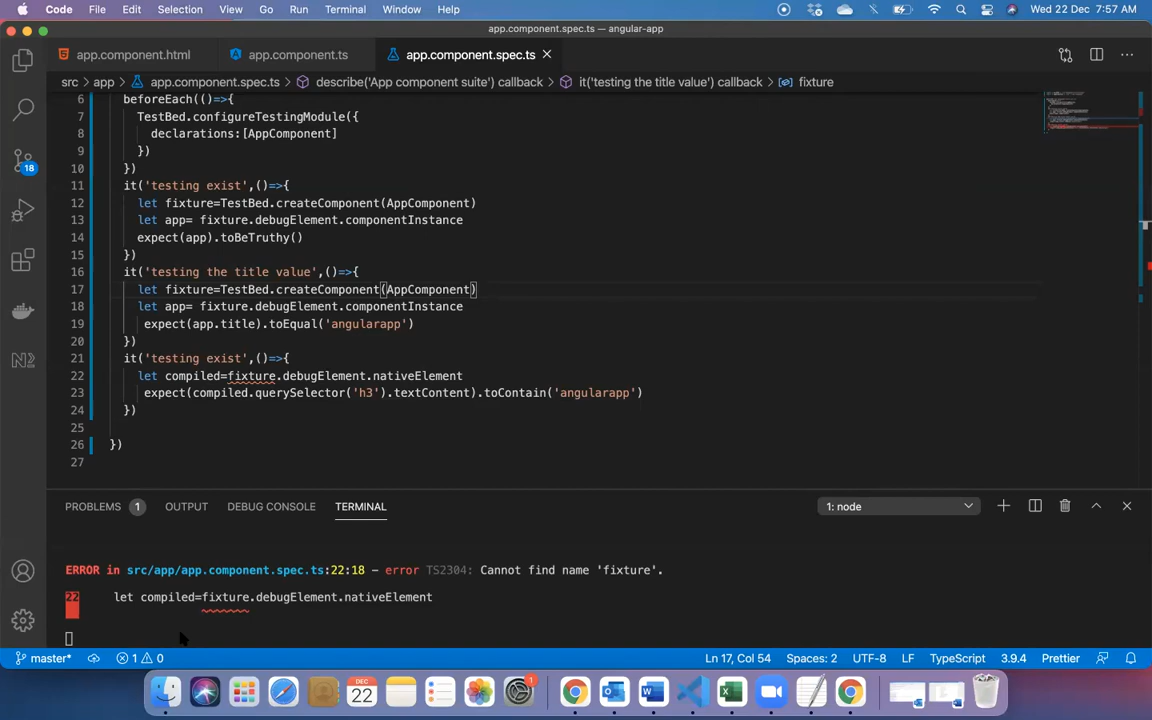 Code File Edit Selection View Go Run Terminal Window Help Wed 22 Dec 7:57 AM
app.component.spec.ts — angular-app
app.component.html app.component.ts app.component.spec.ts
src > app > app.component.spec.ts > describe('App component suite') callback > it('testing the title value') callback > fixture
6 beforeEach(()=>{
7 TestBed.configureTestingModule({
8 declarations:[AppComponent]
9 })
10 })
11 it('testing exist',()=>{
12 let fixture=TestBed.createComponent(AppComponent)
13 let app= fixture.debugElement.componentInstance
14 expect(app).toBeTruthy()
15 })
16 it('testing the title value',()=>{
17 let fixture=TestBed.createComponent(AppComponent)
18 let app= fixture.debugElement.componentInstance
19 expect(app.title).toEqual('angularapp')
20 })
21 it('testing exist',()=>{
22 let compiled=fixture.debugElement.nativeElement
23 expect(compiled.querySelector('h3').textContent).toContain('angularapp')
24 })
25
26 })
27
18
N
PROBLEMS 1 OUTPUT DEBUG CONSOLE TERMINAL 1: node
ERROR in src/app/app.component.spec.ts:22:18 - error TS2304: Cannot find name 'fixture'.
22 let compiled=fixture.debugElement.nativeElement
master* 1 0 Ln 17, Col 54 Spaces: 2 UTF-8 LF TypeScript 3.9.4 Prettier
DEC
22
1